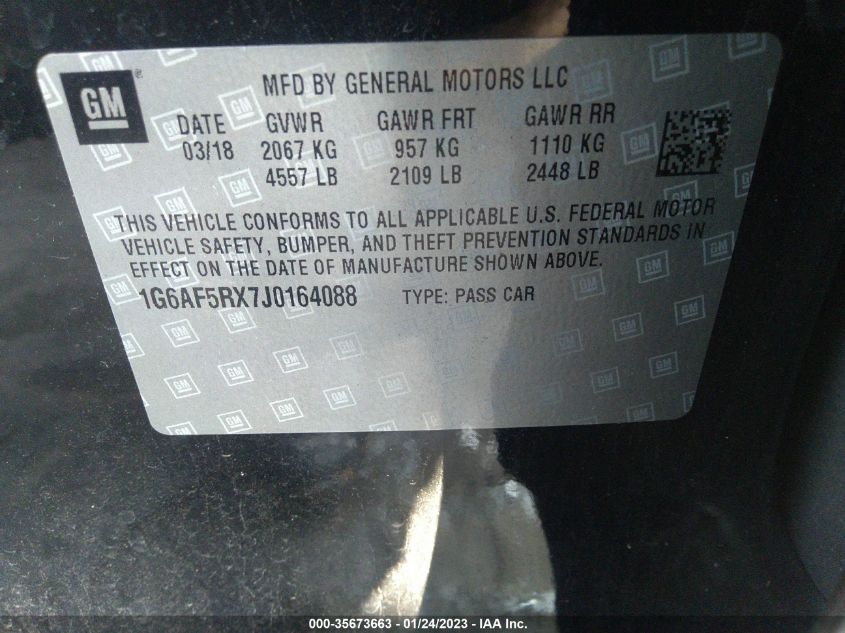 GM
MFD BY GENERAL MOTORS LLC
DATE GVWR GAWR FRT GAWR RR
03/18 2067 KG 957 KG 1110 KG
4557 LB 2109 LB 2448 LB
THIS VEHICLE CONFORMS TO ALL APPLICABLE U.S. FEDERAL MOTOR
VEHICLE SAFETY, BUMPER, AND THEFT PREVENTION STANDARDS IN
EFFECT ON THE DATE OF MANUFACTURE SHOWN ABOVE.
1G6AF5RX7J0164088 TYPE: PASS CAR
000-35673663 - 01/24/2023 - IAA Inc.